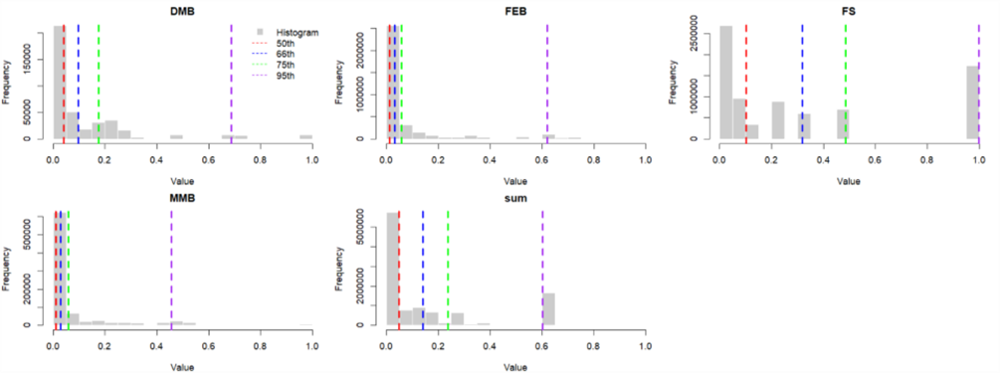 DMB
Frequency
0
50000
150000
0.0 0.2 0.4 0.6 0.8 1.0
Value
Histogram
50th
66th
75th
95th
FEB
Frequency
0
100000
250000
0.0 0.2 0.4 0.6 0.8 1.0
Value
FS
Frequency
0
1000000
2500000
0.0 0.2 0.4 0.6 0.8 1.0
Value
MMB
Frequency
0
200000
500000
0.0 0.2 0.4 0.6 0.8 1.0
Value
sum
Frequency
0
2000000
5000000
0.0 0.2 0.4 0.6 0.8 1.0
Value